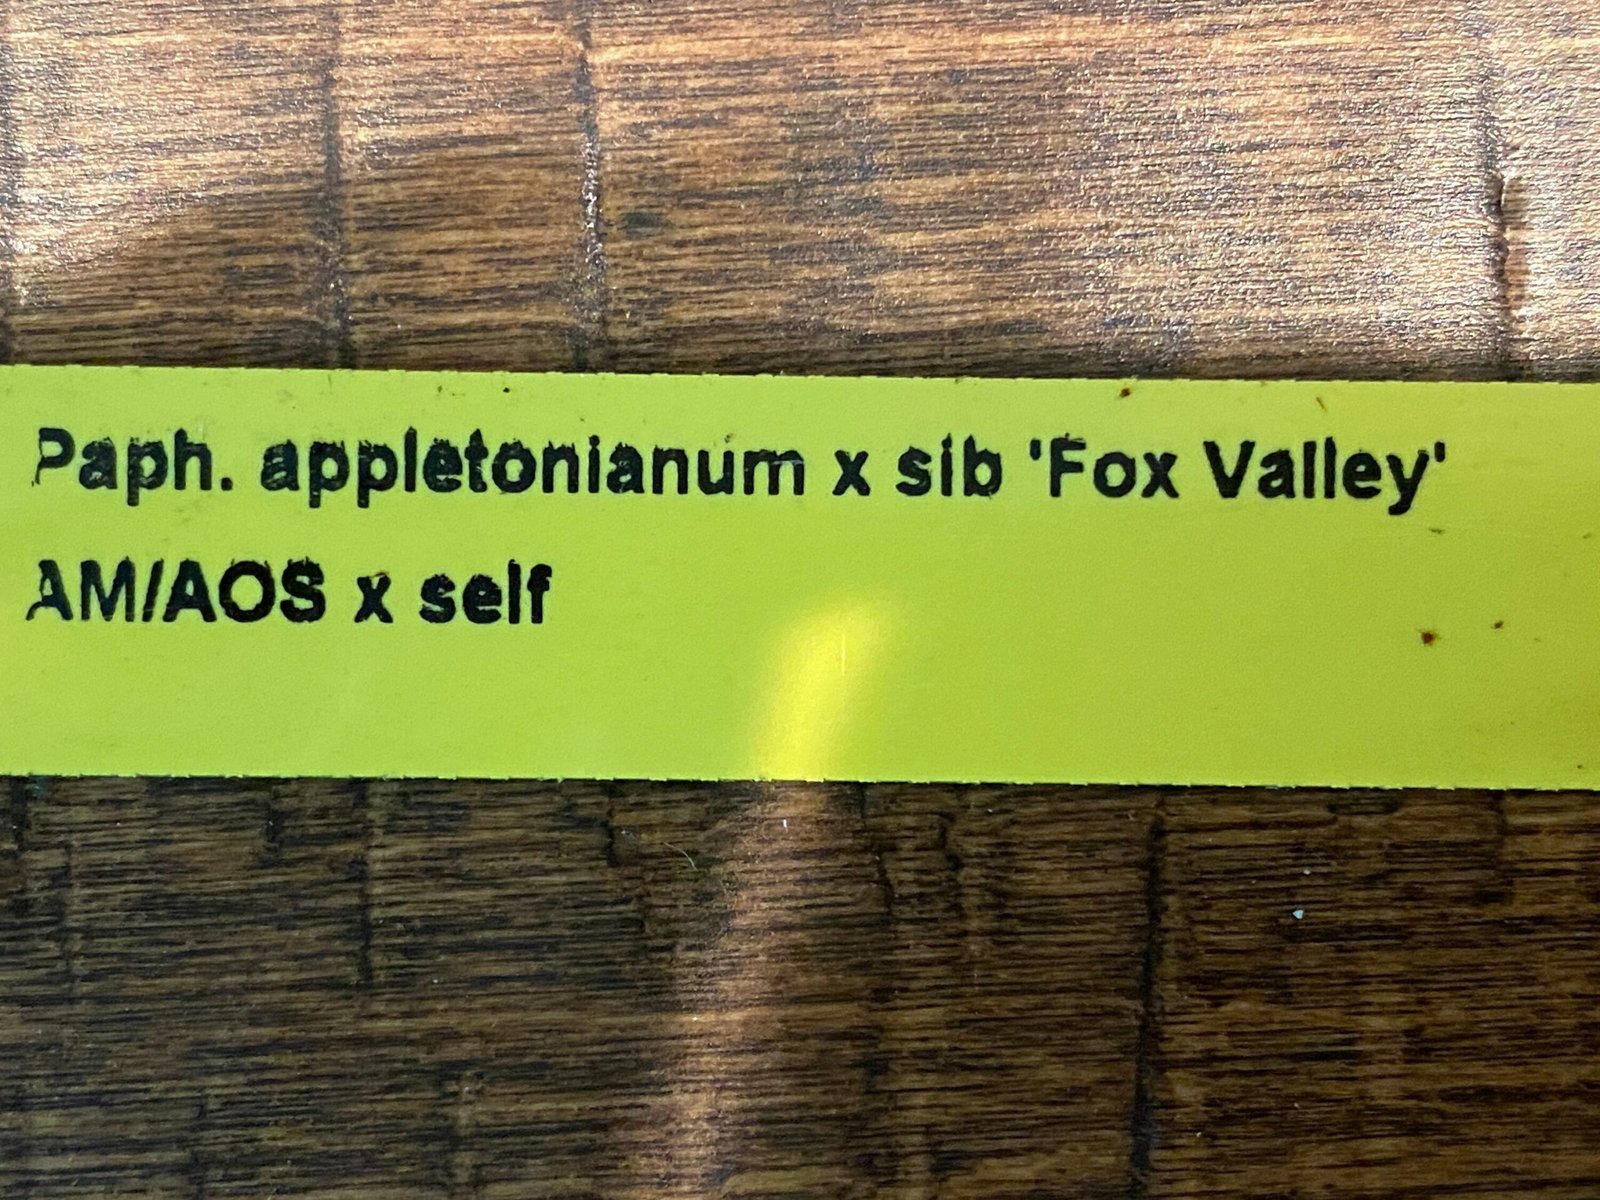 Paph. appletonianum x sib 'Fox Valley'
AM/AOS x self